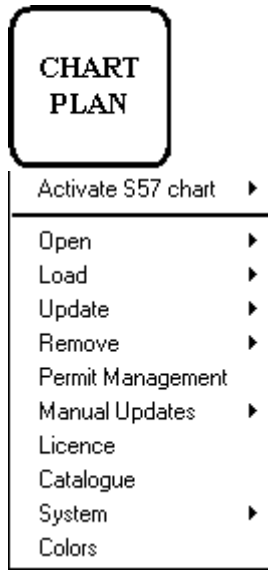 CHART
PLAN
Activate S57 chart
Open
Load
Update
Remove
Permit Management
Manual Updates
Licence
Catalogue
System
Colors